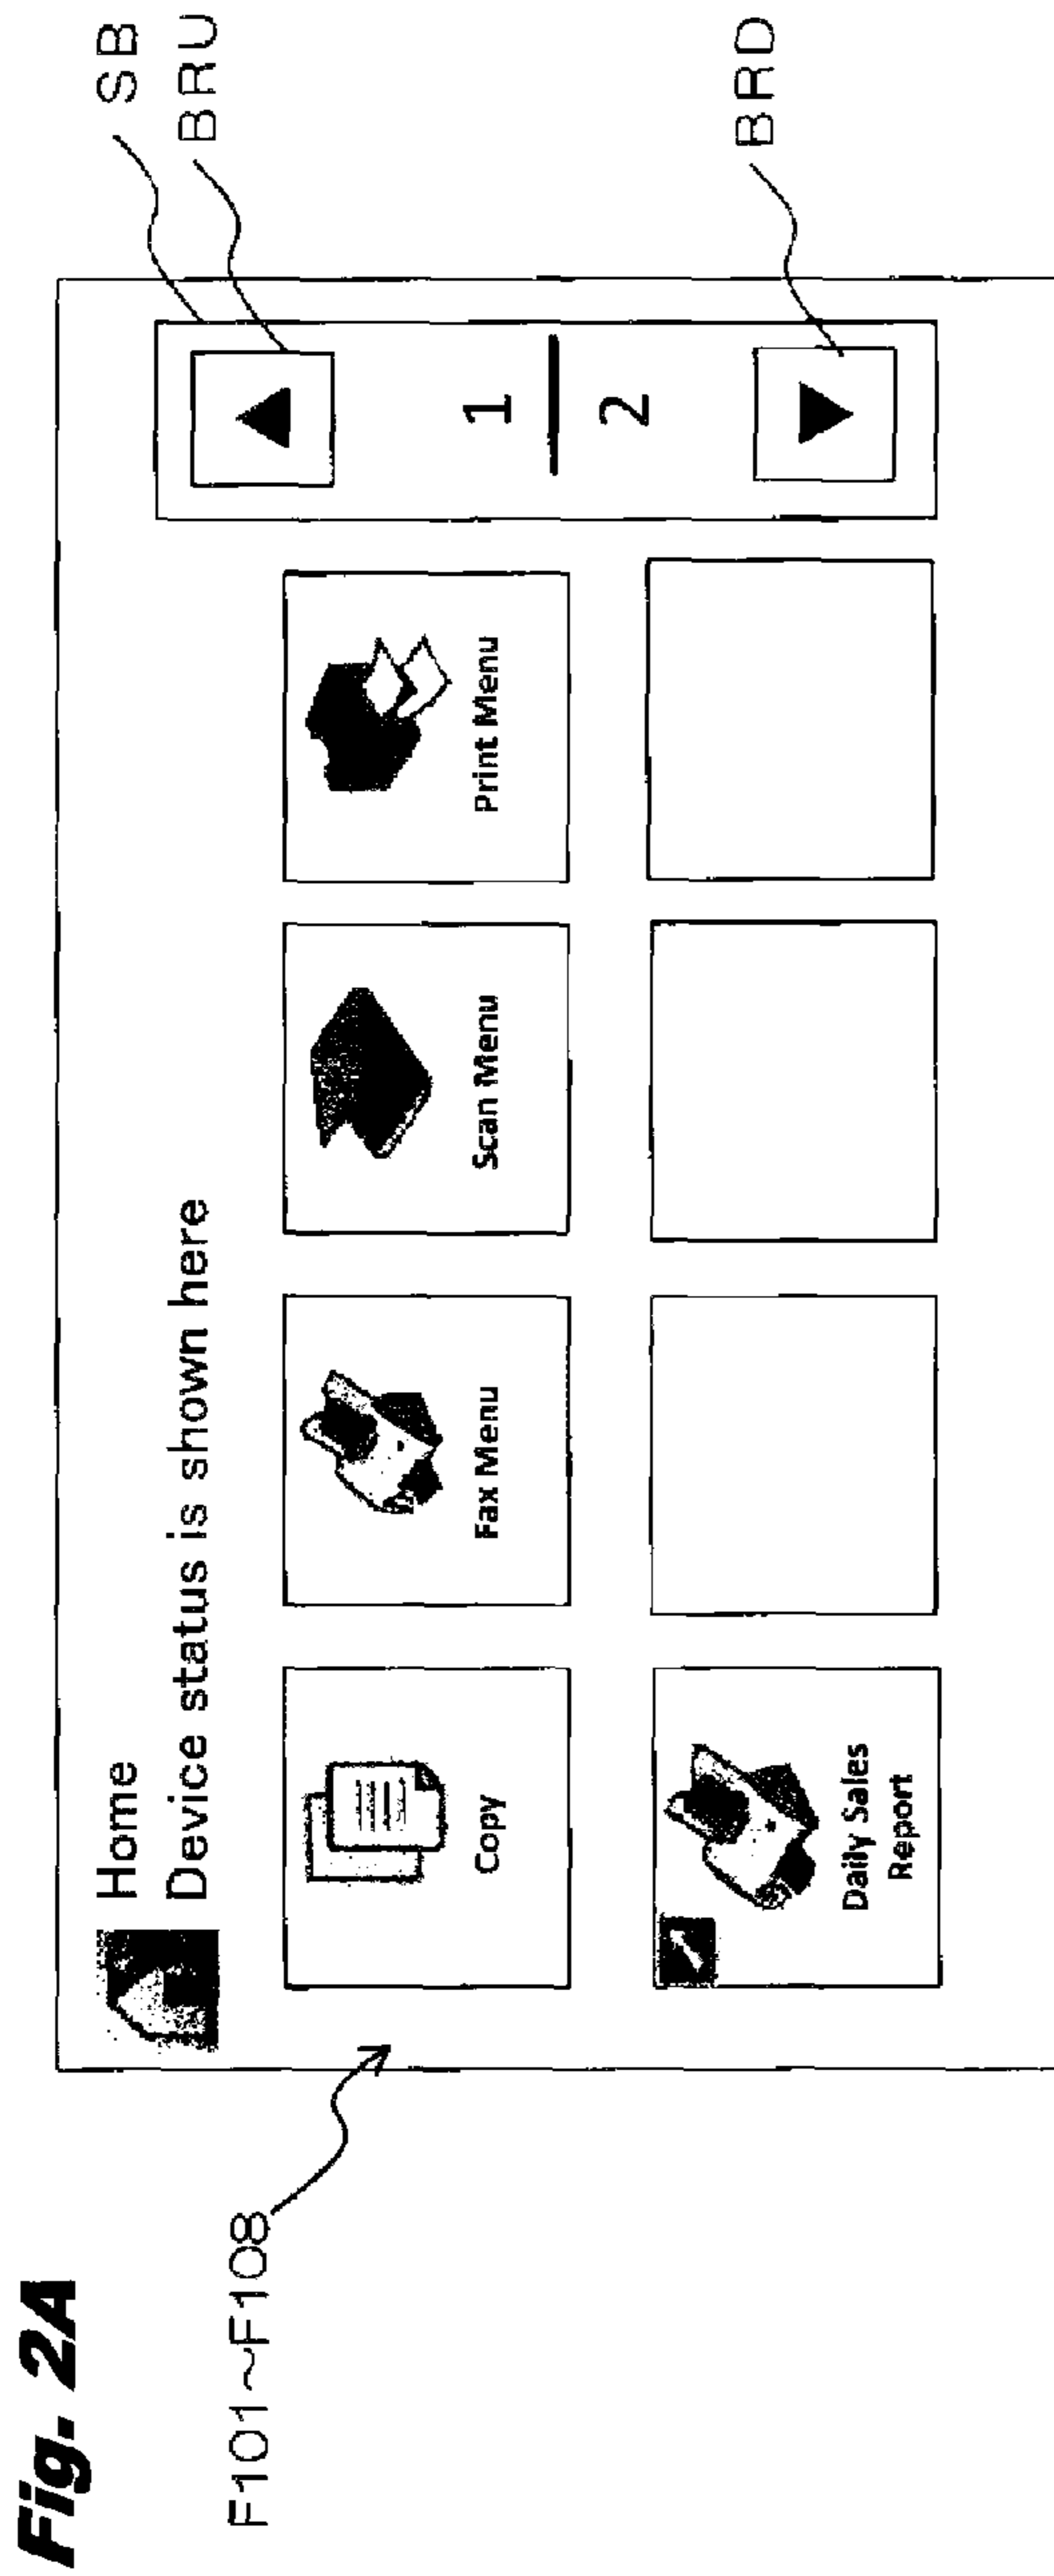 Fig. 2A
F101~F108
Home
Device status is shown here
SB
BRU
Copy
Fax Menu
Scan Menu
Print Menu
1
2
Daily Sales
Report
BRD